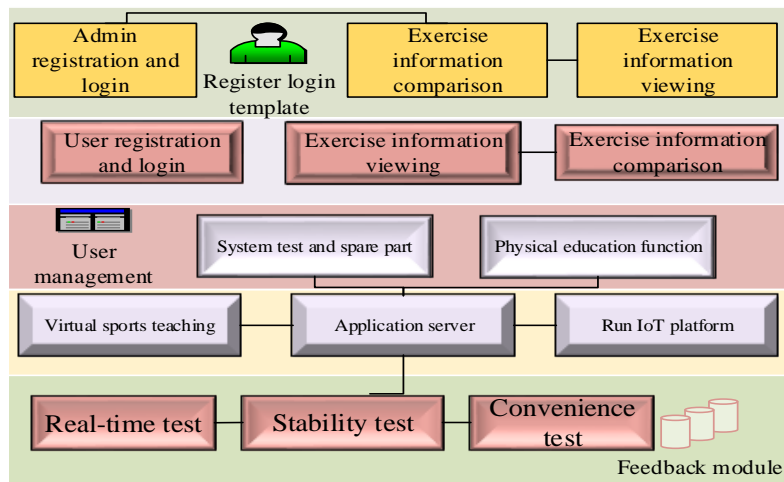 Admin
registration and
login
Register login
template
Exercise
information
comparison
Exercise
information
viewing
User registration
and login
Exercise information
viewing
Exercise information
comparison
User
management
System test and spare part
Physical education function
Virtual sports teaching
Application server
Run IoT platform
Real-time test
Stability test
Convenience
test
Feedback module